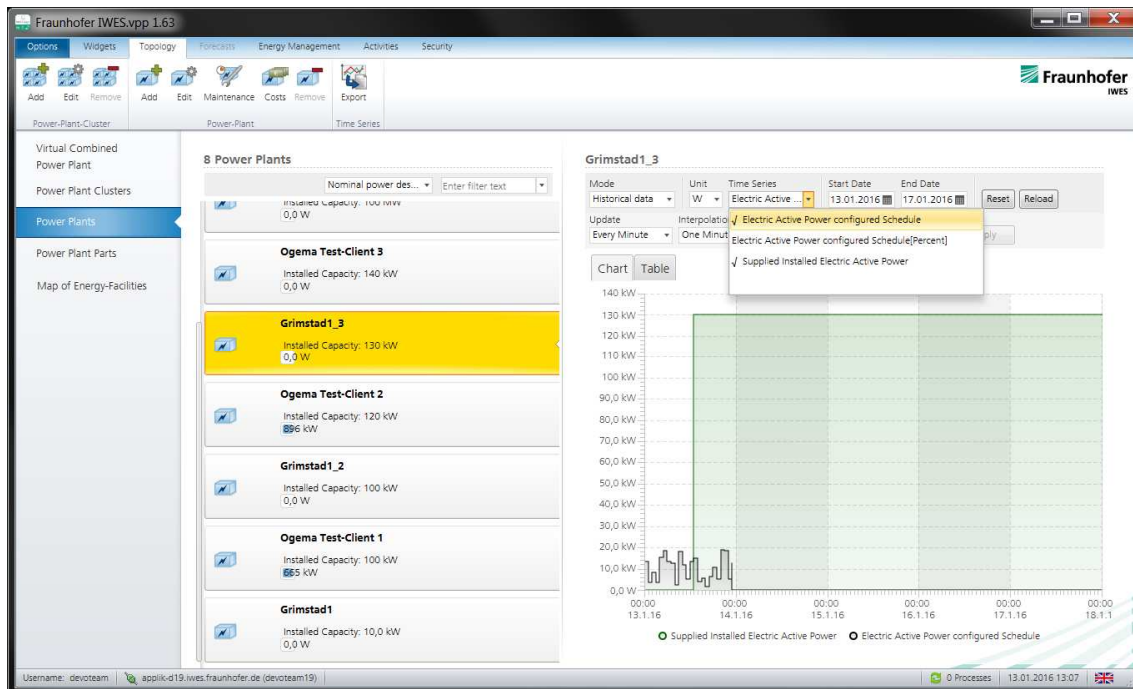 Fraunhofer IWES.vpp 1.63
Options Widgets Topology Forecasts Energy Management Activities Security
Add Edit Remove Add Edit Maintenance Costs Remove Export
Power-Plant-Cluster Power-Plant Time Series
Fraunhofer
IWES
Virtual Combined
Power Plant
Power Plant Clusters
Power Plants
Power Plant Parts
Map of Energy-Facilities
8 Power Plants
Nominal power des... Enter filter text
Installed Capacity: 100 MW
0,0 W
Ogema Test-Client 3
Installed Capacity: 140 kW
0,0 W
Grimstad1_3
Installed Capacity: 130 kW
0,0 W
Ogema Test-Client 2
Installed Capacity: 120 kW
896 kW
Grimstad1_2
Installed Capacity: 100 kW
0,0 W
Ogema Test-Client 1
Installed Capacity: 100 kW
665 kW
Grimstad1
Installed Capacity: 10,0 kW
0,0 W
Grimstad1_3
Mode Unit Time Series Start Date End Date
Historical data W Electric Active ... 13.01.2016 17.01.2016 Reset Reload
Update Interpolatio
Every Minute One Minut
√ Electric Active Power configured Schedule
Electric Active Power configured Schedule[Percent]
√ Supplied Installed Electric Active Power
Chart Table
140 kW
130 kW
120 kW
110 kW
100 kW
90,0 kW
80,0 kW
70,0 kW
60,0 kW
50,0 kW
40,0 kW
30,0 kW
20,0 kW
10,0 kW
0,0 W
00:00 00:00 00:00 00:00 00:00 00:00
13.1.16 14.1.16 15.1.16 16.1.16 17.1.16 18.1.1
Supplied Installed Electric Active Power Electric Active Power configured Schedule
Username: devoteam applik-d19.iwes.fraunhofer.de (devoteam19) 0 Processes 13.01.2016 13:07